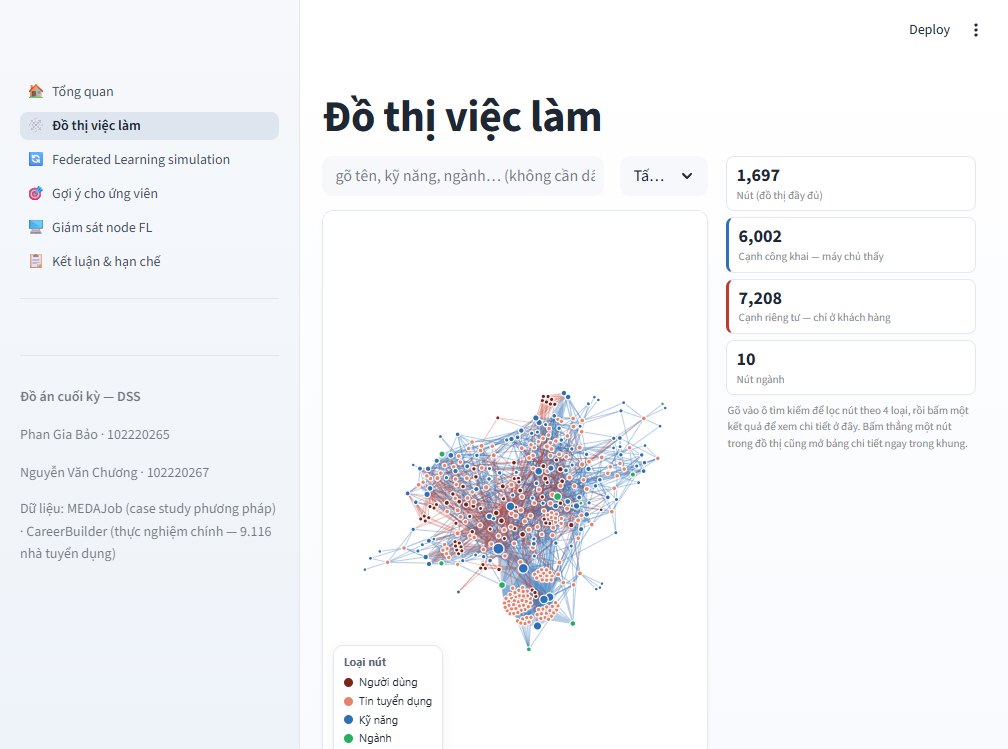 Deploy
Tổng quan
Đồ thị việc làm
Federated Learning simulation
Gợi ý cho ứng viên
Giám sát node FL
Kết luận & hạn chế
Đồ án cuối kỳ — DSS
Phan Gia Bảo · 102220265
Nguyễn Văn Chương · 102220267
Dữ liệu: MEDAJob (case study phương pháp)
· CareerBuilder (thực nghiệm chính — 9.116
nhà tuyển dụng)
Đồ thị việc làm
gõ tên, kỹ năng, ngành… (không cần dấ
Tấ…
Loại nút
Người dùng
Tin tuyển dụng
Kỹ năng
Ngành
1,697
Nút (đồ thị đầy đủ)
6,002
Cạnh công khai — máy chủ thấy
7,208
Cạnh riêng tư — chỉ ở khách hàng
10
Nút ngành
Gõ vào ô tìm kiếm để lọc nút theo 4 loại, rồi bấm một
kết quả để xem chi tiết ở đây. Bấm thẳng một nút
trong đồ thị cũng mở bảng chi tiết ngay trong khung.